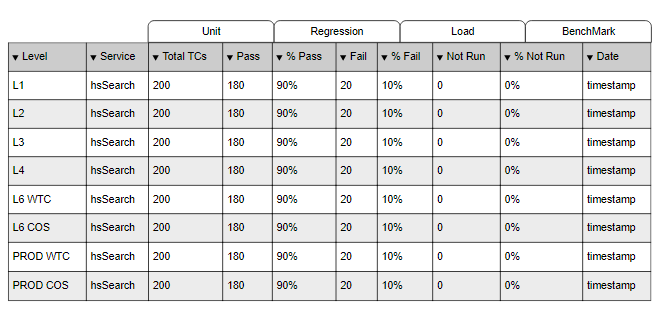 Unit Regression Load BenchMark
▼ Level ▼ Service ▼ Total TCs ▼ Pass ▼ % Pass ▼ Fail ▼ % Fail ▼ Not Run ▼ % Not Run ▼ Date
L1 hsSearch 200 180 90% 20 10% 0 0% timestamp
L2 hsSearch 200 180 90% 20 10% 0 0% timestamp
L3 hsSearch 200 180 90% 20 10% 0 0% timestamp
L4 hsSearch 200 180 90% 20 10% 0 0% timestamp
L6 WTC hsSearch 200 180 90% 20 10% 0 0% timestamp
L6 COS hsSearch 200 180 90% 20 10% 0 0% timestamp
PROD WTC hsSearch 200 180 90% 20 10% 0 0% timestamp
PROD COS hsSearch 200 180 90% 20 10% 0 0% timestamp